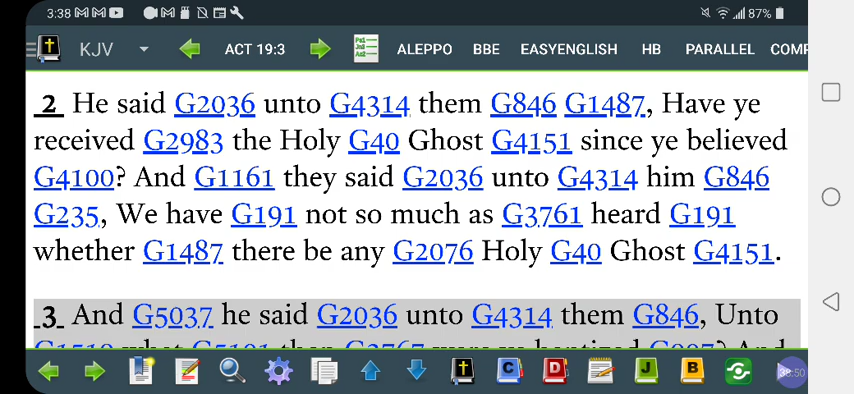 3:38 87%
KJV ACT 19:3 ALEPPO BBE EASYENGLISH HB PARALLEL COMP
2 He said G2036 unto G4314 them G846 G1487, Have ye
received G2983 the Holy G40 Ghost G4151 since ye believed
G4100? And G1161 they said G2036 unto G4314 him G846
G235, We have G191 not so much as G3761 heard G191
whether G1487 there be any G2076 Holy G40 Ghost G4151.
3 And G5037 he said G2036 unto G4314 them G846, Unto